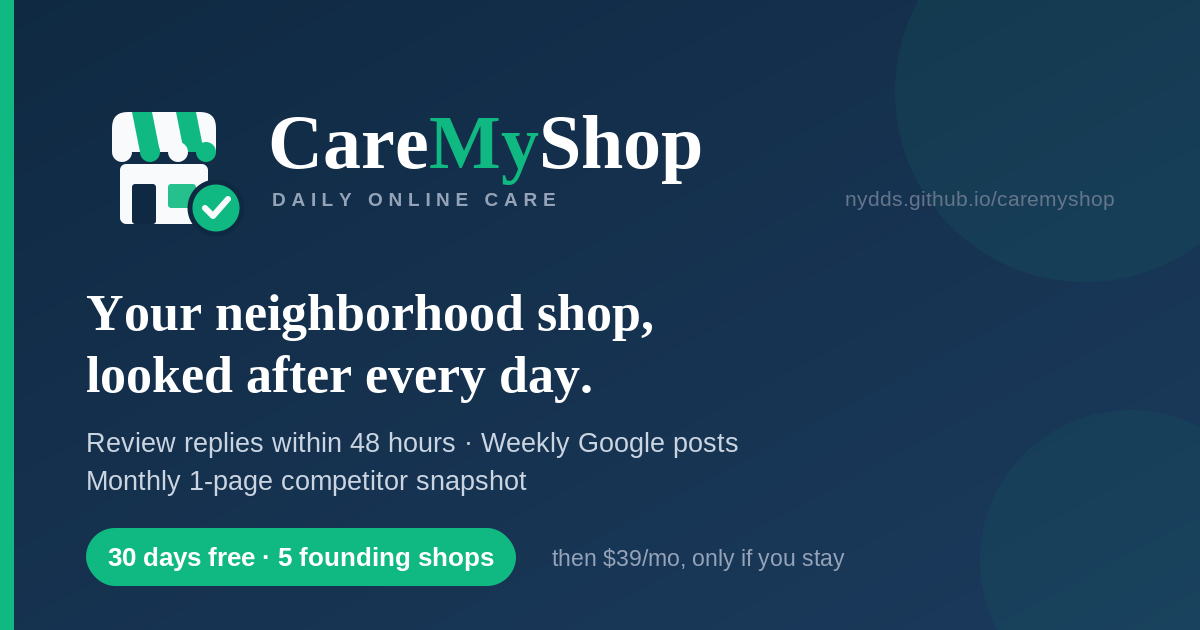 CareMyShop
DAILY ONLINE CARE
nydds.github.io/caremyshop
Your neighborhood shop,
looked after every day.
Review replies within 48 hours · Weekly Google posts
Monthly 1-page competitor snapshot
30 days free · 5 founding shops
then $39/mo, only if you stay